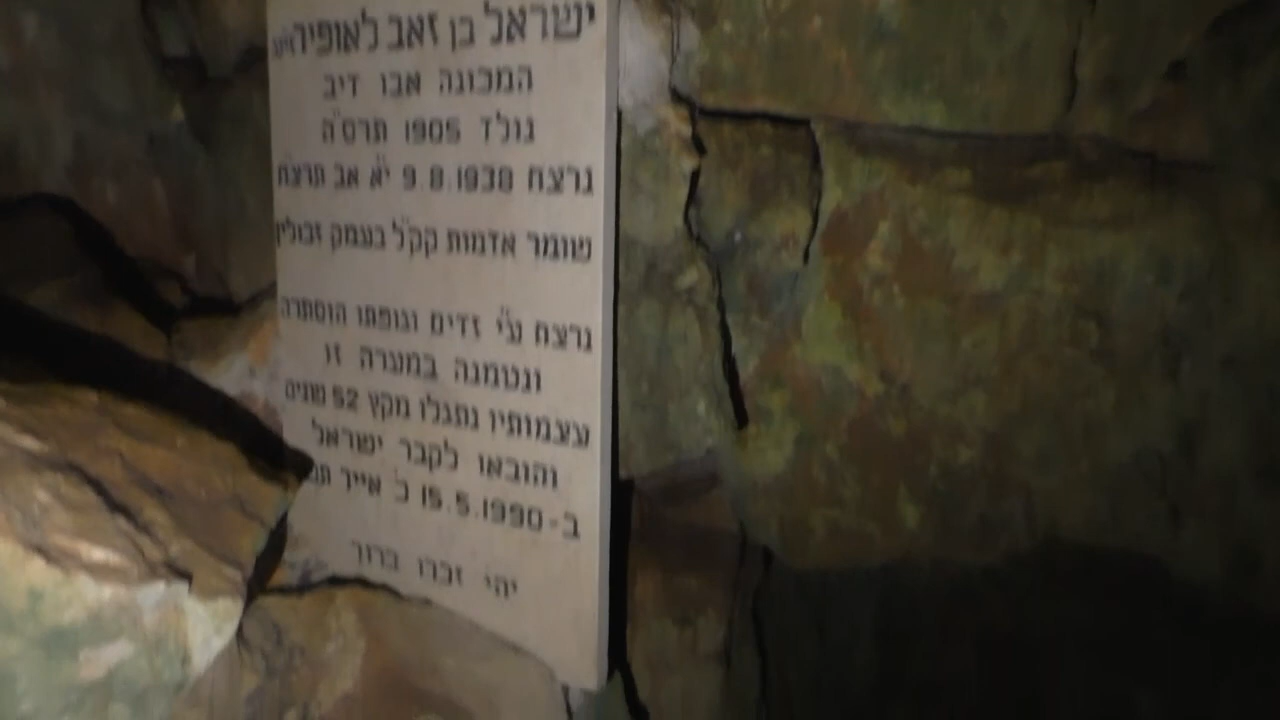 ישראל בן זאב לאופיר
המכונה אבו דיב
נולד 1905 תרס"ה
נרצח 9.8.1938 י"א אב תרצ"ח
שומר אדמות קק"ל בעמק זבולון
נרצח ע"י זדים וגופתו הוסתרה
ונטמנה במערה זו
עצמותיו נתגלו מקץ 52 שנים
והובאו לקבר ישראל
ב-15.5.1990 כ' אייר
יהי זכרו ברוך